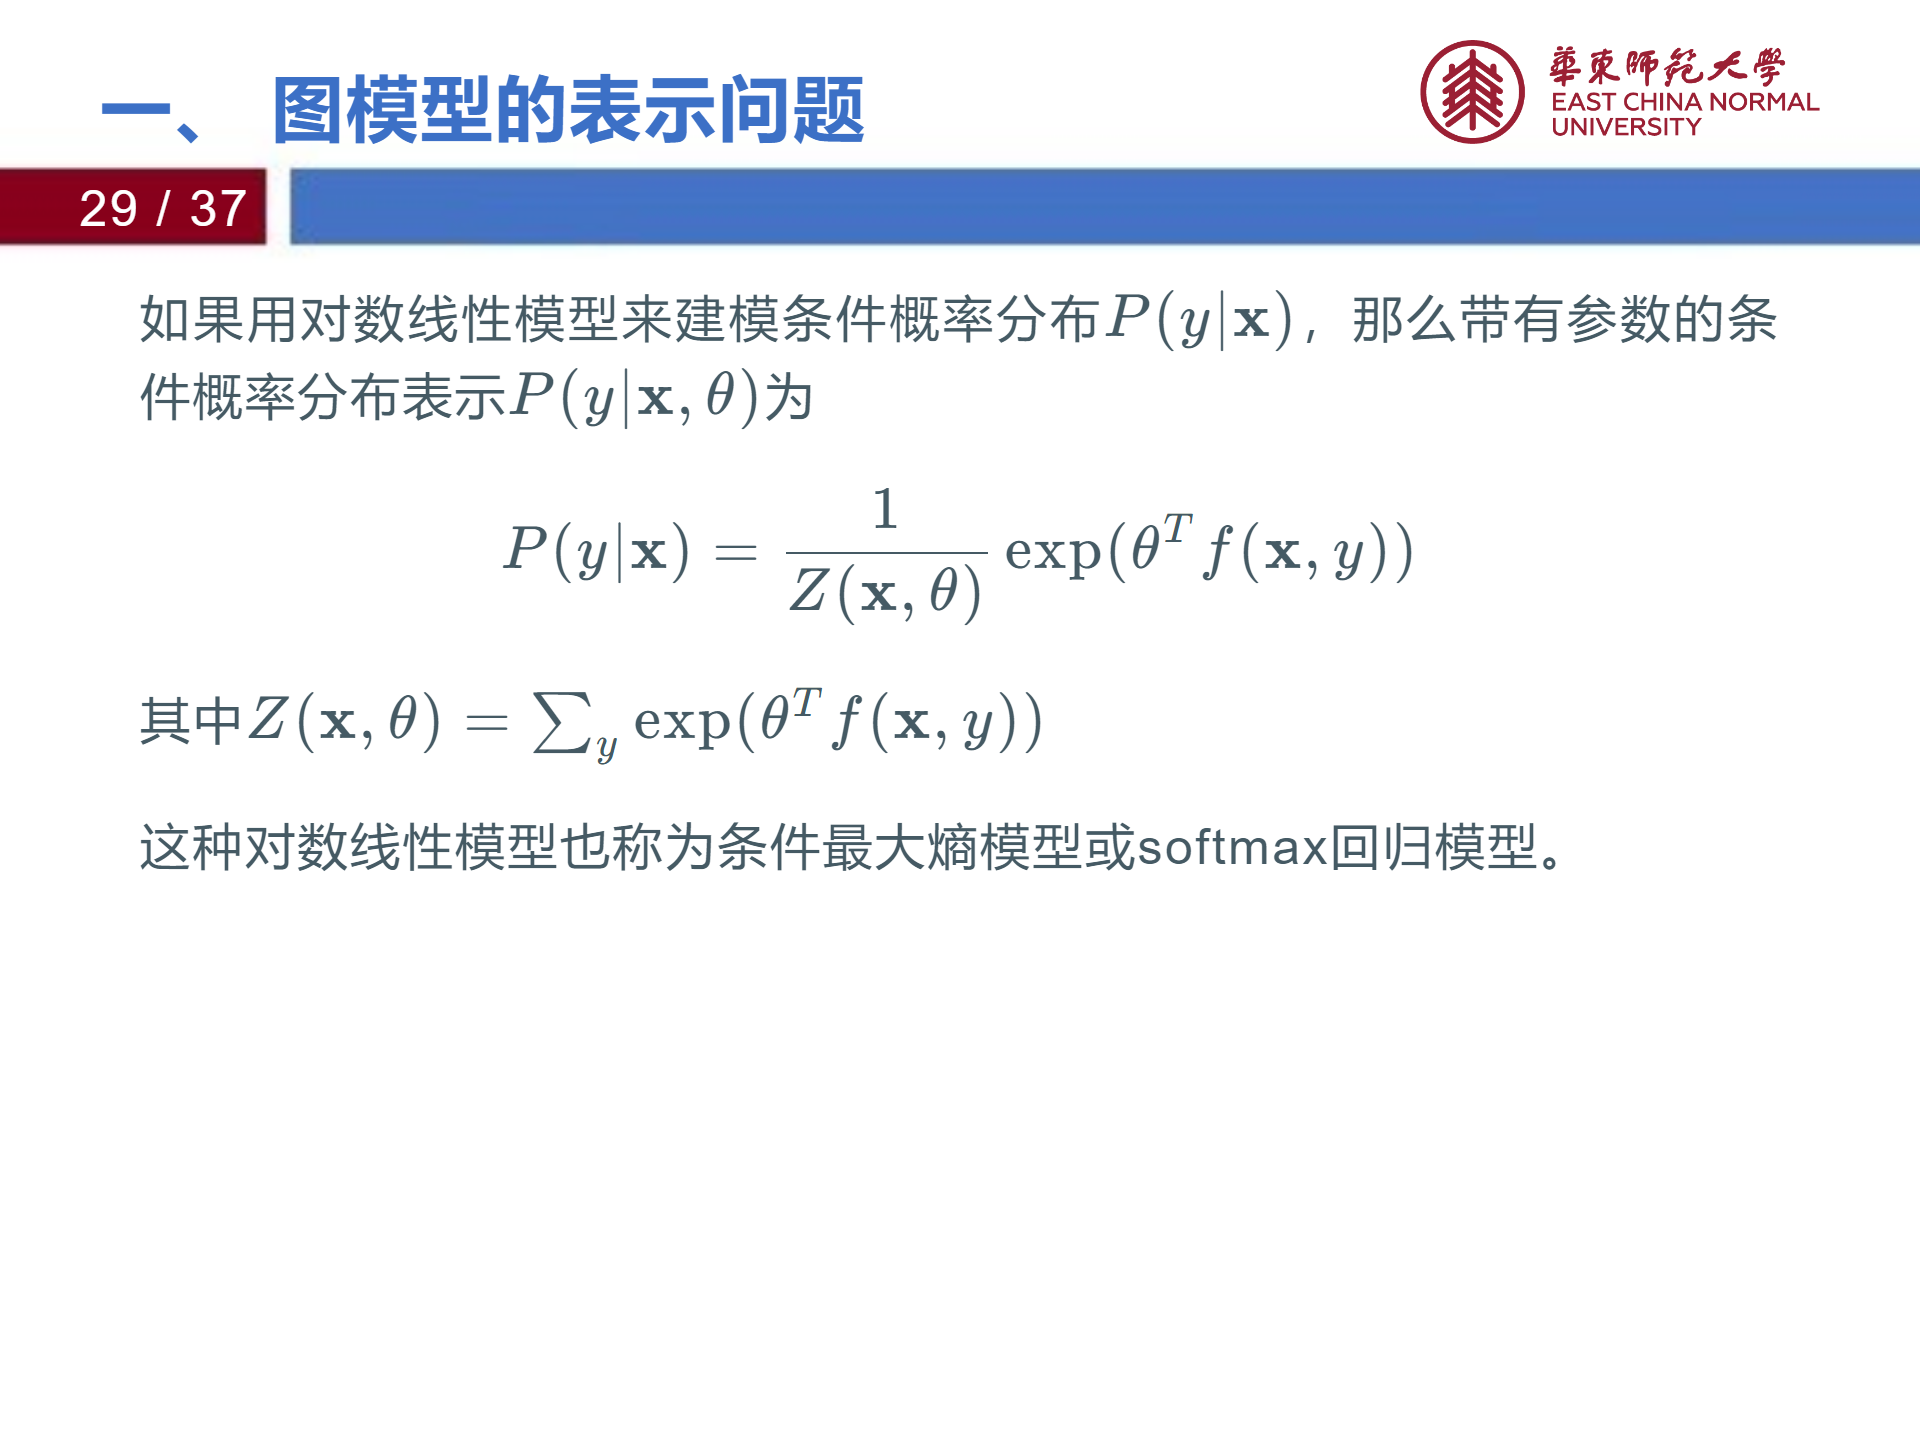 一、 图模型的表示问题
華東師範大學
EAST CHINA NORMAL
UNIVERSITY
29 / 37
如果用对数线性模型来建模条件概率分布P(y|x)，那么带有参数的条
件概率分布表示P(y|x, θ)为
P(y|x) = \frac{1}{Z(x, θ)} exp(θ^T f(x, y))
其中Z(x, θ) = ∑_y exp(θ^T f(x, y))
这种对数线性模型也称为条件最大熵模型或softmax回归模型。